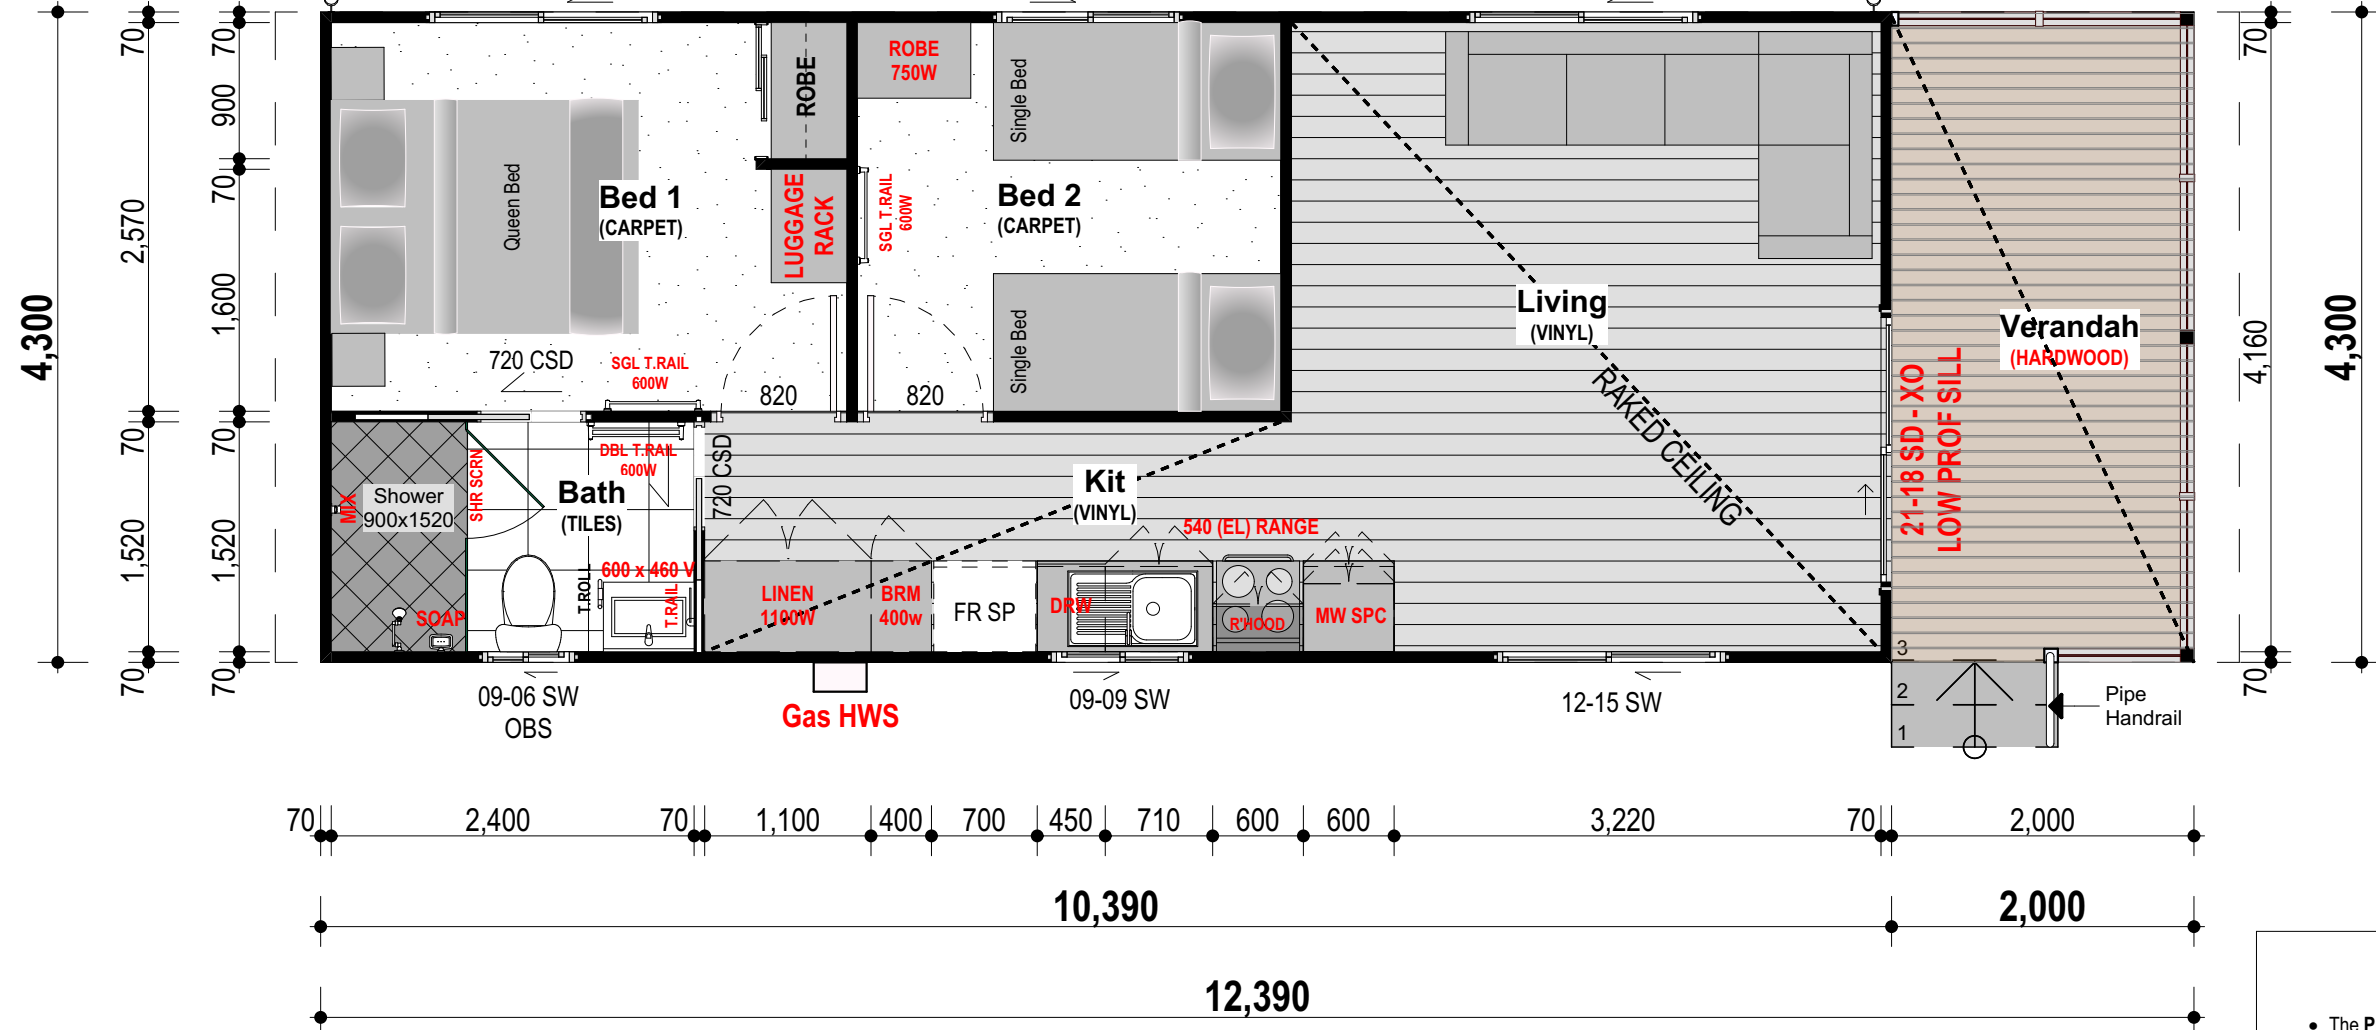 70
900
70
2,570
1,600
70
1,520
70
70
70
1,520
70
4,300
ROBE
ROBE
750W
Single Bed
Queen Bed
Bed 1
(CARPET)
LUGGAGE
RACK
SGL T.RAIL
600W
Bed 2
(CARPET)
Single Bed
720 CSD
SGL T.RAIL
600W
820
820
Living
(VINYL)
RAKED CEILING
Verandah
(HARDWOOD)
21-18 SD - XO
LOW PROF SILL
70
4,160
70
4,300
MIX
Shower
900x1520
SHR SCRN
DBL T.RAIL
600W
Bath
(TILES)
720 CSD
Kit
(VINYL)
540 (EL) RANGE
T.ROLL
600 x 460 V
T.RAIL
SOAP
LINEN
1100W
BRM
400w
FR SP
DRW
R'HOOD
MW SPC
3
2
1
Pipe
Handrail
09-06 SW
OBS
Gas HWS
09-09 SW
12-15 SW
70
2,400
70
1,100
400
700
450
710
600
600
3,220
70
2,000
10,390
2,000
12,390
• The P